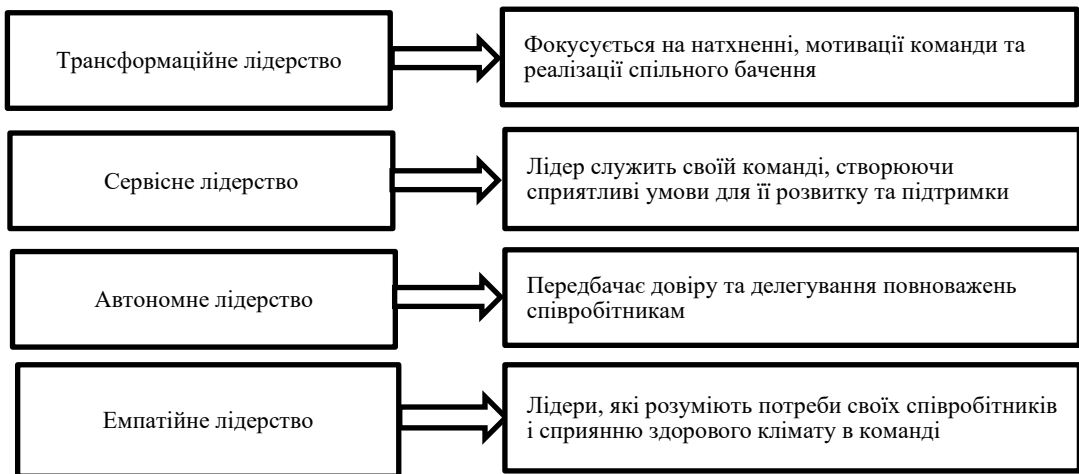 Трансформаційне лідерство
Фокусується на натхненні, мотивації команди та
реалізації спільного бачення
Сервісне лідерство
Лідер служить своїй команді, створюючи
сприятливі умови для її розвитку та підтримки
Автономне лідерство
Передбачає довіру та делегування повноважень
співробітникам
Емпатійне лідерство
Лідери, які розуміють потреби своїх співробітників
і сприянню здорового клімату в команді